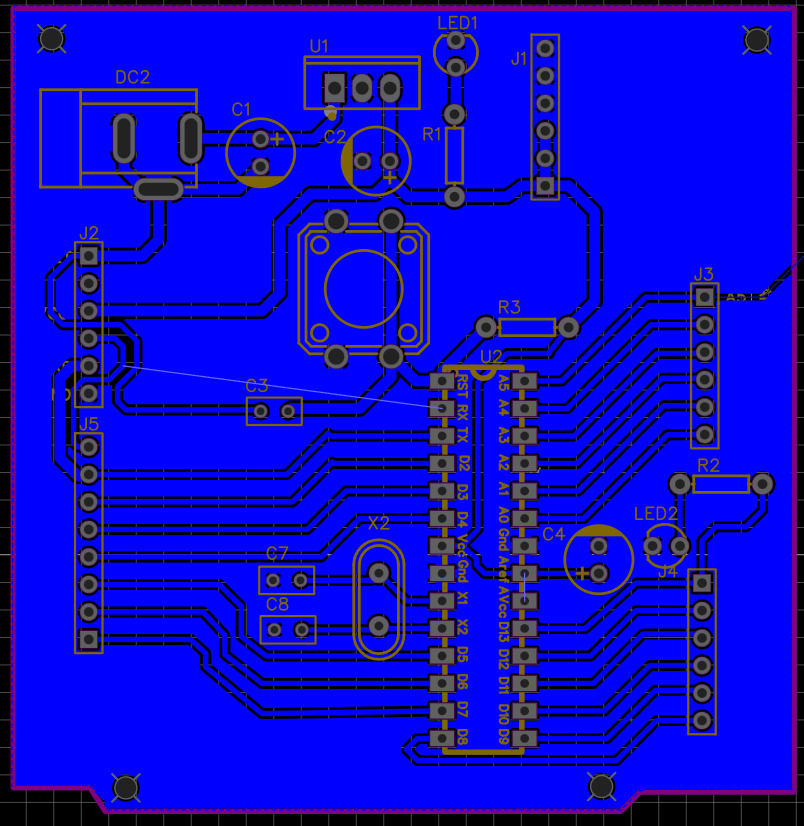 LED1
U1
J1
DC2
C1
C2
R1
J2
J3
A5
R3
U2
C3
RST
A5
RX
A4
TX
A3
J5
D2
A2
R2
D3
A1
D4
A0
LED2
X2
Vcc
Gnd
C4
C7
Gnd
Aref
J4
X1
AVcc
C8
X2
D13
D5
D12
D6
D11
D7
D10
D8
D9